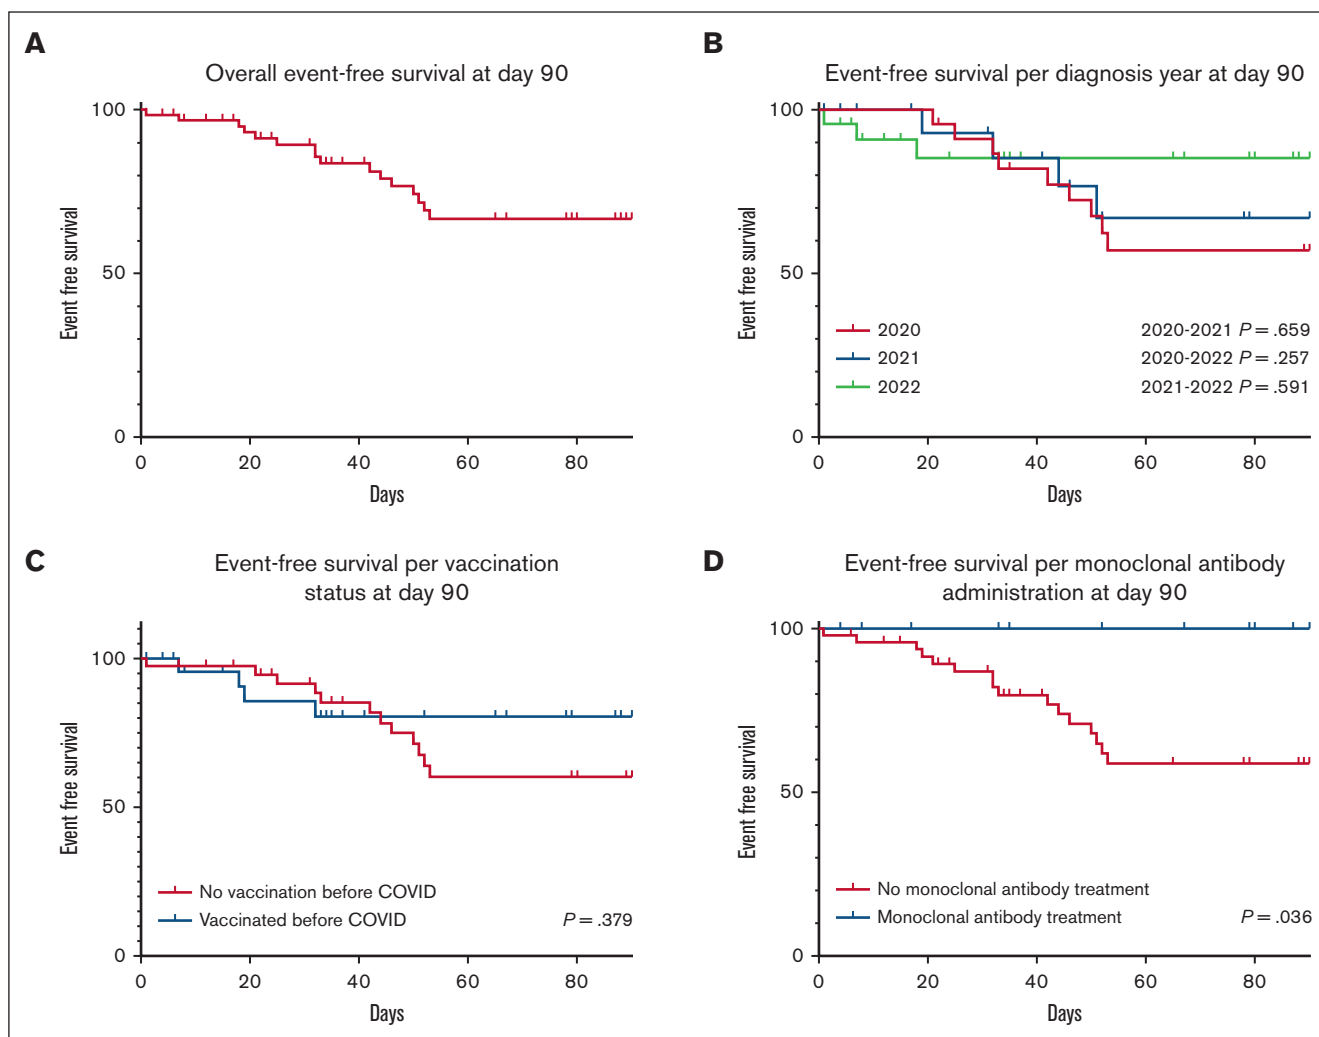 A
Overall event-free survival at day 90
100
50
0
Event free survival
0 20 40 60 80
Days
B
Event-free survival per diagnosis year at day 90
100
50
0
Event free survival
2020
2021
2022
2020-2021 P = .659
2020-2022 P = .257
2021-2022 P = .591
0 20 40 60 80
Days
C
Event-free survival per vaccination
status at day 90
100
50
0
Event free survival
No vaccination before COVID
Vaccinated before COVID
P = .379
0 20 40 60 80
Days
D
Event-free survival per monoclonal antibody
administration at day 90
100
50
0
Event free survival
No monoclonal antibody treatment
Monoclonal antibody treatment
P = .036
0 20 40 60 80
Days